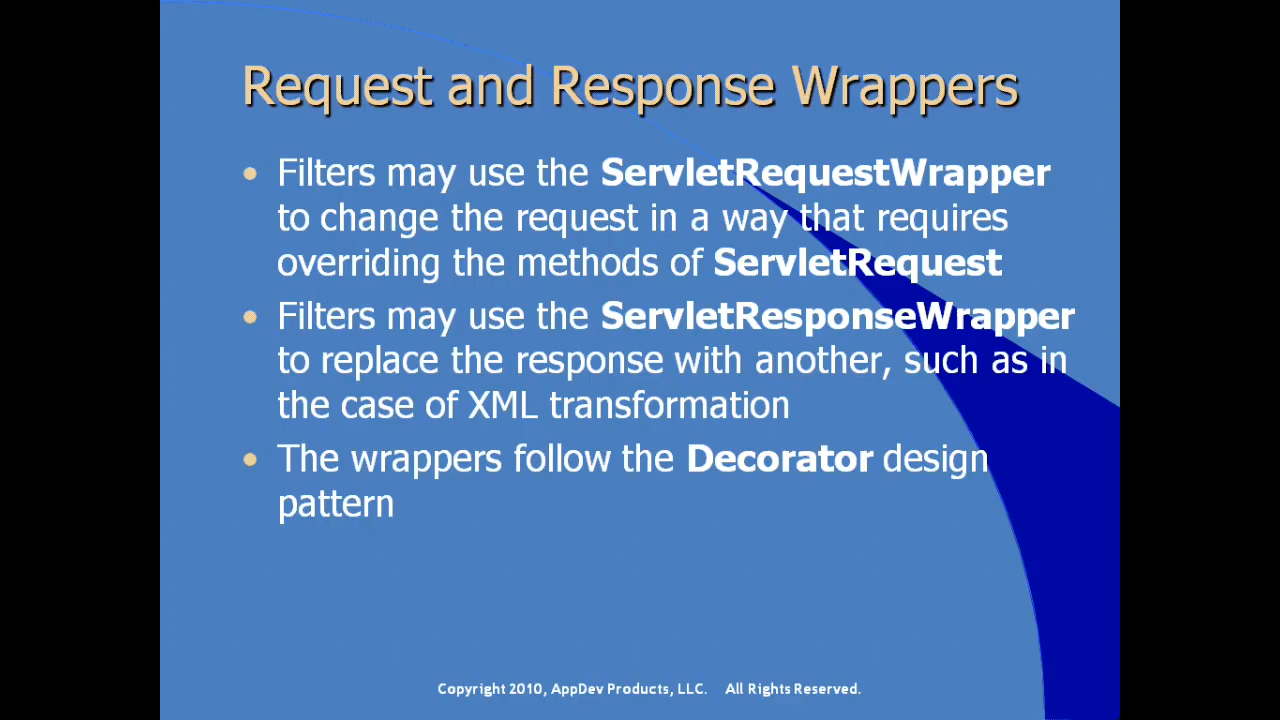 Request and Response Wrappers
• Filters may use the ServletRequestWrapper
to change the request in a way that requires
overriding the methods of ServletRequest
• Filters may use the ServletResponseWrapper
to replace the response with another, such as in
the case of XML transformation
• The wrappers follow the Decorator design
pattern
Copyright 2010, AppDev Products, LLC. All Rights Reserved.